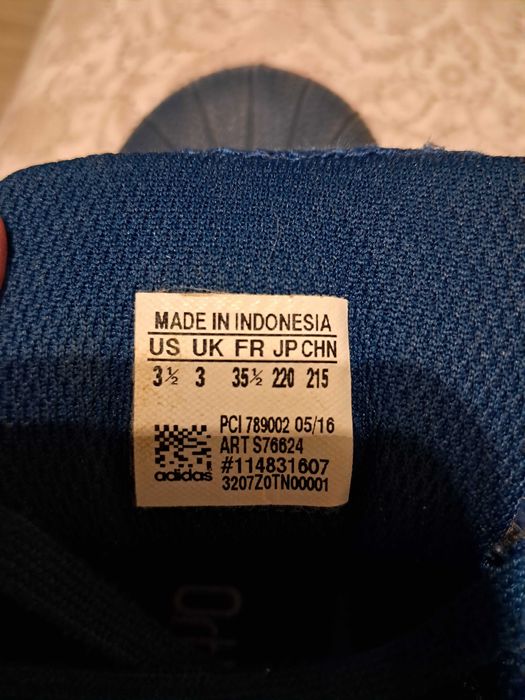 MADE IN INDONESIA
US UK FR JP CHN
3½ 3 35½ 220 215
PCI 789002 05/16
ART S76624
#114831607
3207Z0TN00001
adidas